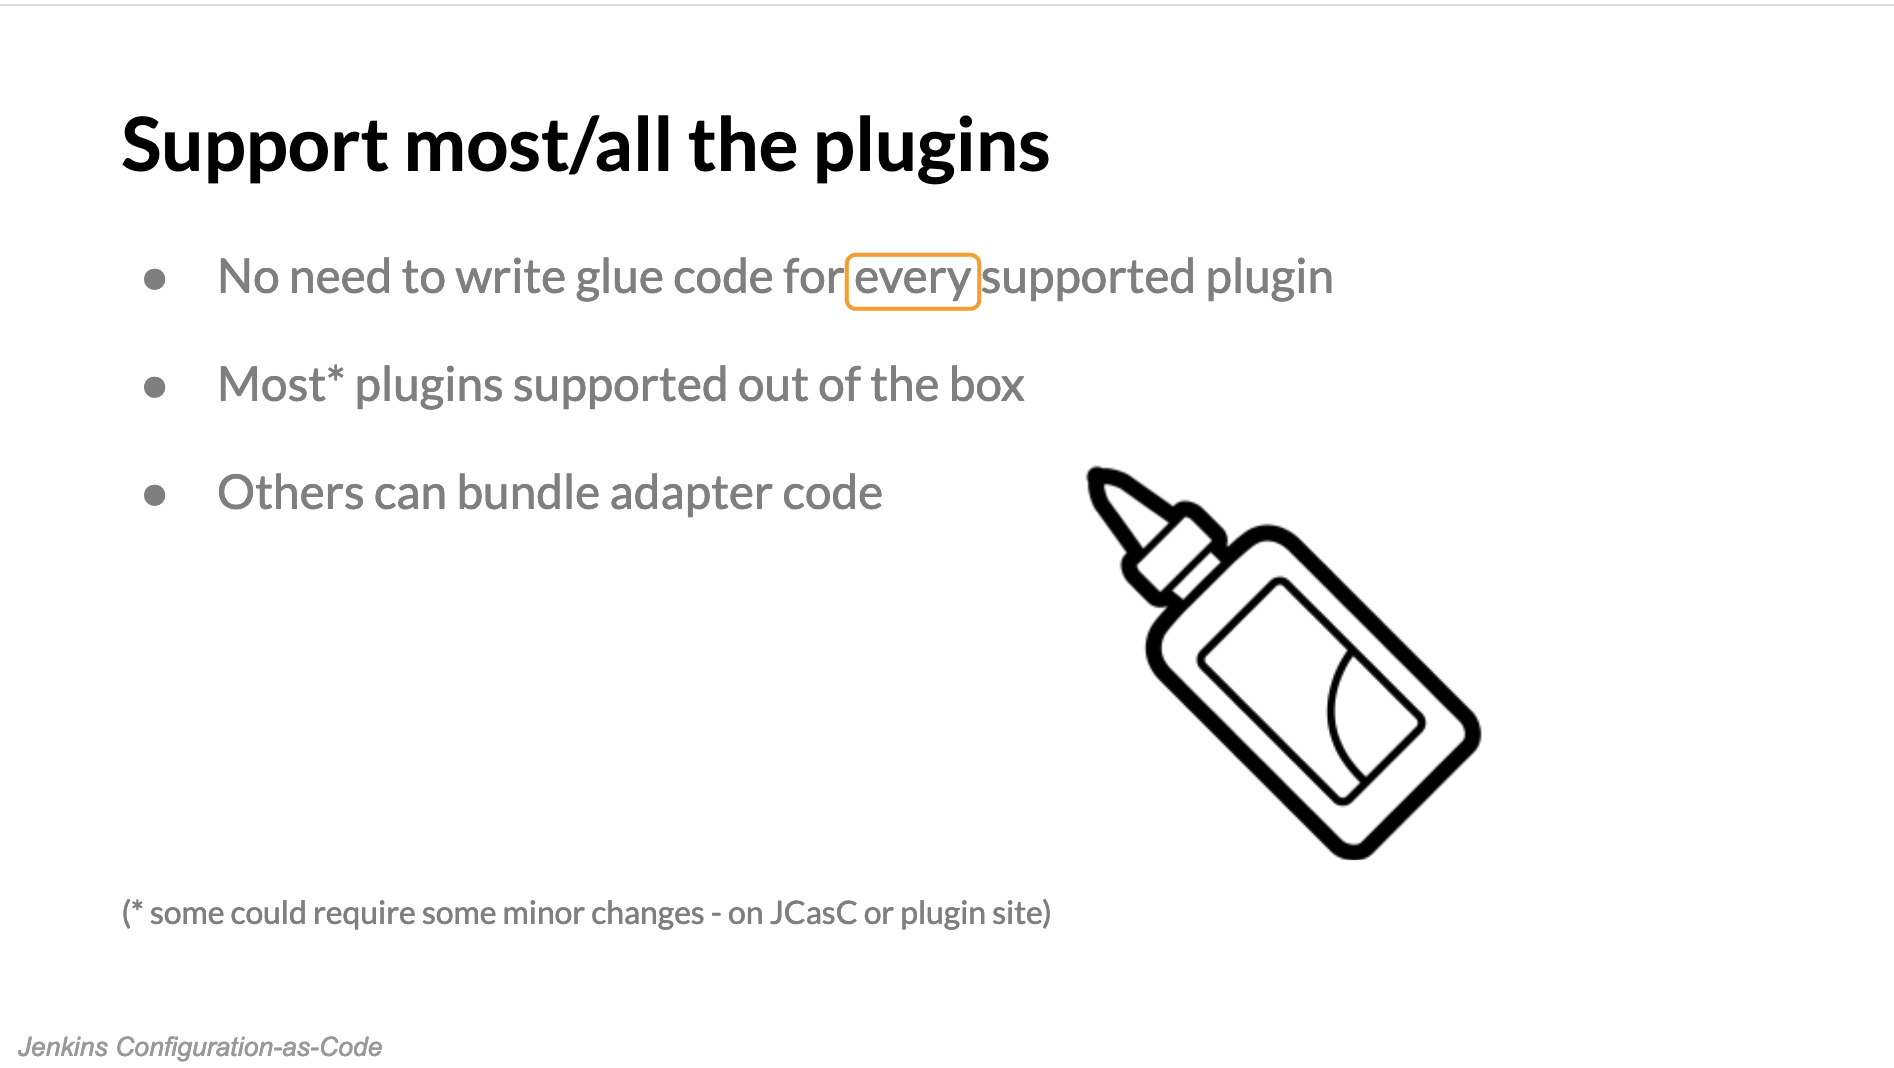 Support most/all the plugins
● No need to write glue code for every supported plugin
● Most* plugins supported out of the box
● Others can bundle adapter code
(* some could require some minor changes - on JCasC or plugin site)
Jenkins Configuration-as-Code